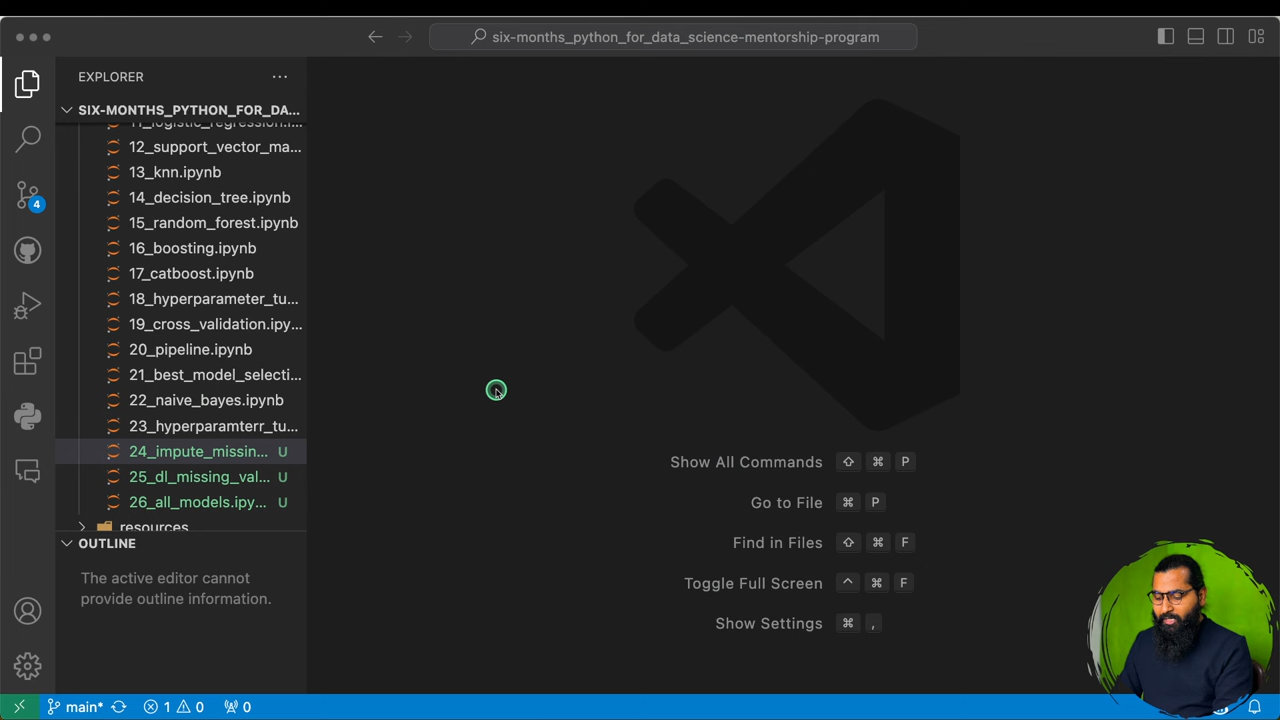 six-months_python_for_data_science-mentorship-program
EXPLORER
SIX-MONTHS_PYTHON_FOR_DA...
11_logistic_regression.i...
12_support_vector_ma...
13_knn.ipynb
14_decision_tree.ipynb
15_random_forest.ipynb
16_boosting.ipynb
17_catboost.ipynb
18_hyperparameter_tu...
19_cross_validation.ipy...
20_pipeline.ipynb
21_best_model_selecti...
22_naive_bayes.ipynb
23_hyperparamterr_tu...
24_impute_missin... U
25_dl_missing_val... U
26_all_models.ipy... U
resources
OUTLINE
The active editor cannot
provide outline information.
4
Show All Commands ⇧ ⌘ P
Go to File ⌘ P
Find in Files ⇧ ⌘ F
Toggle Full Screen ^ ⌘ F
Show Settings ⌘ ,
main* 1 0 0